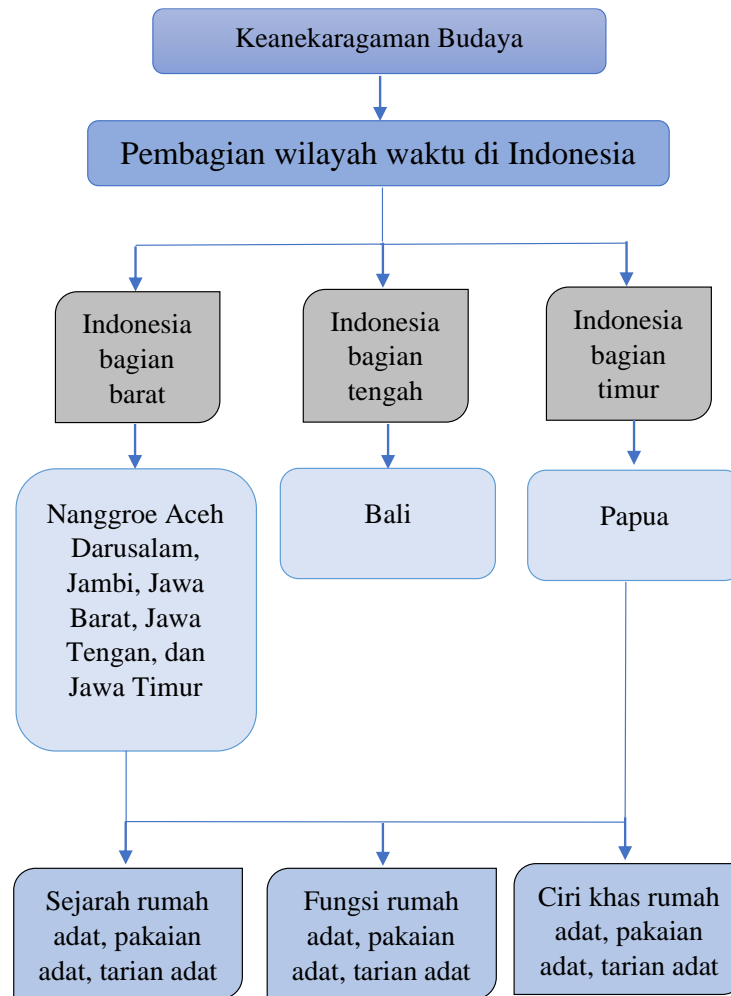 Keanekaragaman Budaya
Pembagian wilayah waktu di Indonesia
Indonesia
bagian
barat
Indonesia
bagian
tengah
Indonesia
bagian
timur
Nanggroe Aceh
Darusalam,
Jambi, Jawa
Barat, Jawa
Tengan, dan
Jawa Timur
Bali
Papua
Sejarah rumah
adat, pakaian
adat, tarian adat
Fungsi rumah
adat, pakaian
adat, tarian adat
Ciri khas rumah
adat, pakaian
adat, tarian adat